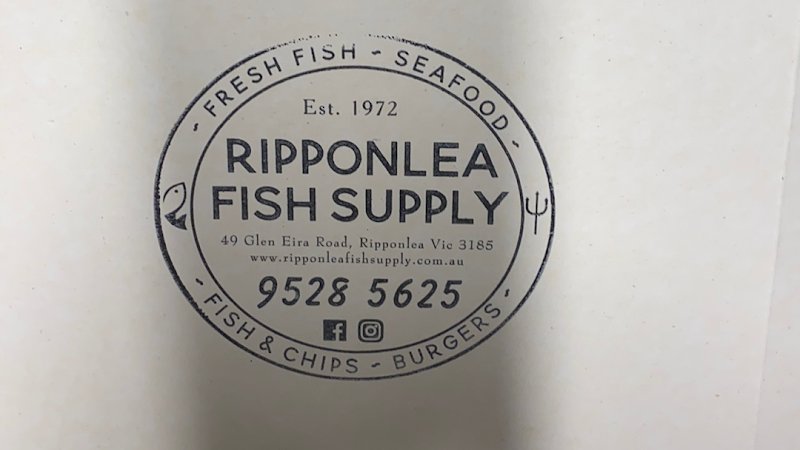 ~ FRESH FISH ~ SEAFOOD ~
Est. 1972
RIPPONLEA
FISH SUPPLY
49 Glen Eira Road, Ripponlea Vic 3185
www.ripponleafishsupply.com.au
9528 5625
~ FISH & CHIPS ~ BURGERS ~